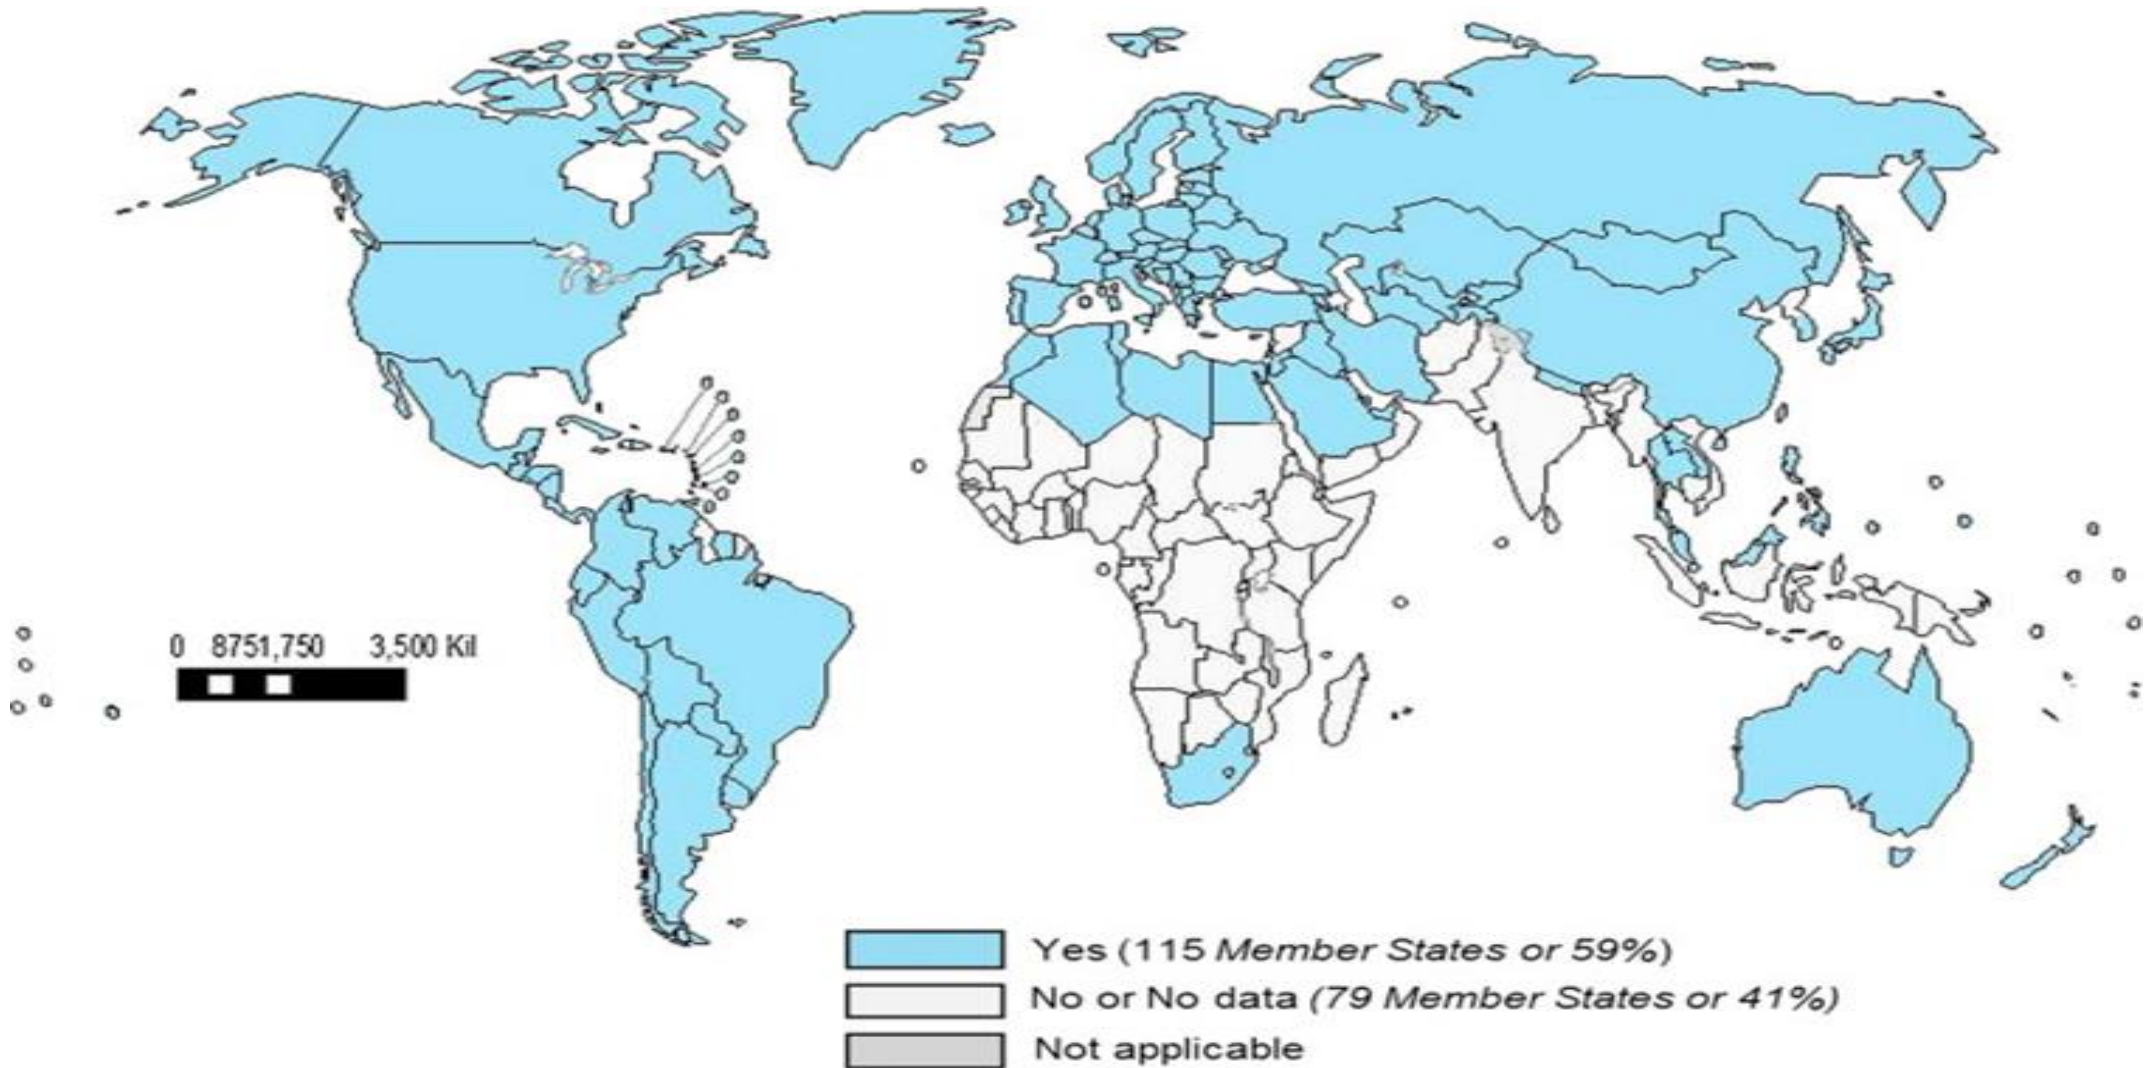 0 8751,750 3,500 Kil
Yes (115 Member States or 59%)
No or No data (79 Member States or 41%)
Not applicable